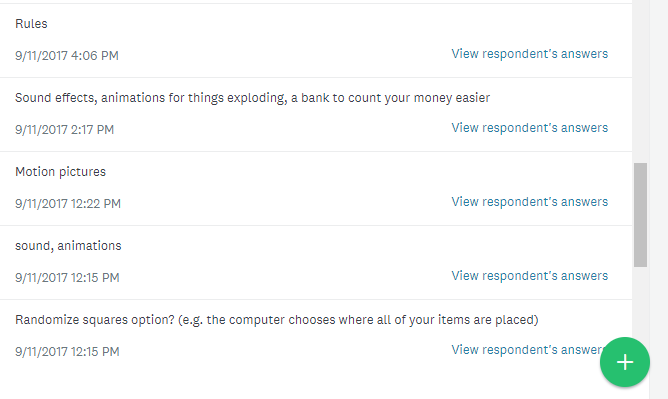 Rules
9/11/2017 4:06 PM View respondent's answers
Sound effects, animations for things exploding, a bank to count your money easier
9/11/2017 2:17 PM View respondent's answers
Motion pictures
9/11/2017 12:22 PM View respondent's answers
sound, animations
9/11/2017 12:15 PM View respondent's answers
Randomize squares option? (e.g. the computer chooses where all of your items are placed)
9/11/2017 12:15 PM View respondent's answers
+